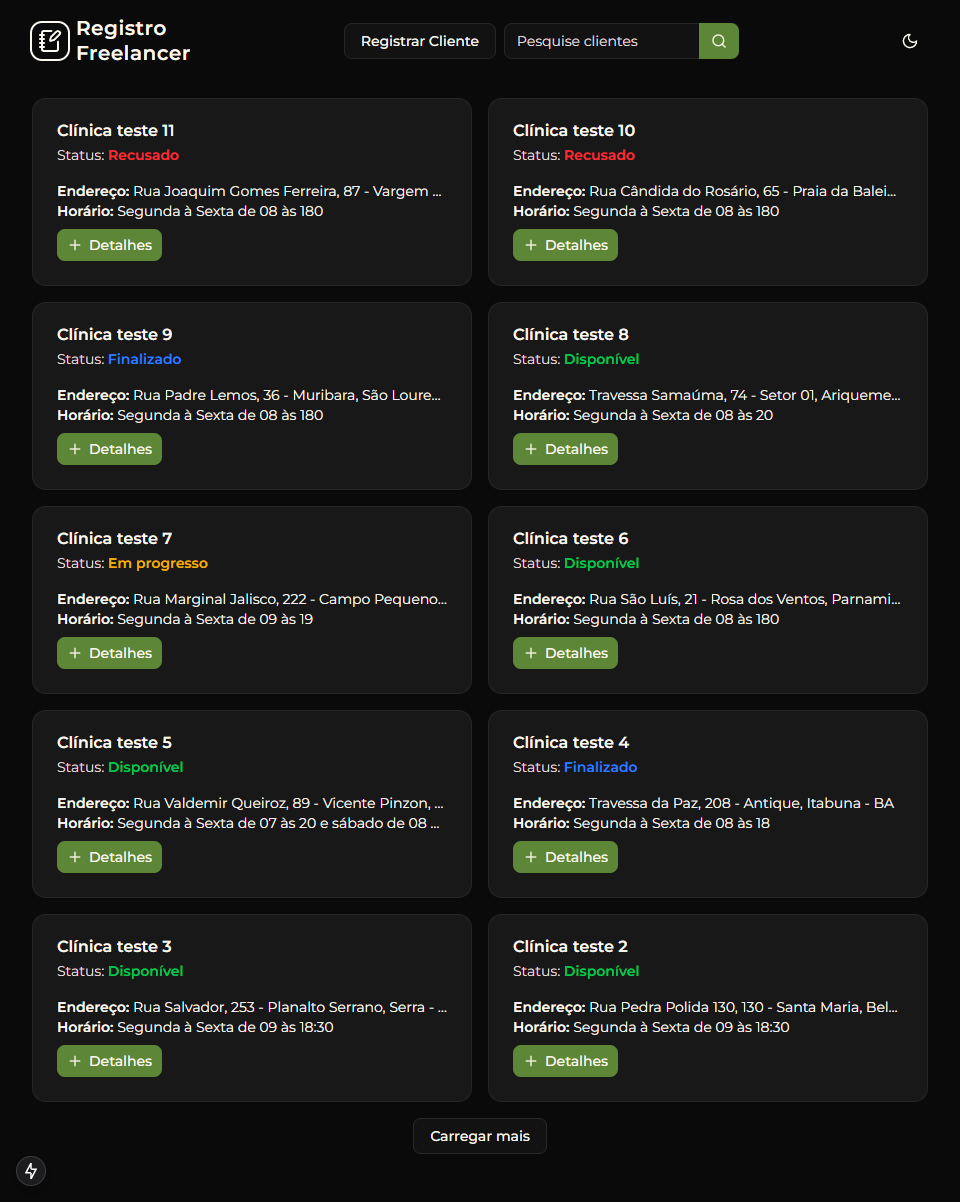 Registro
Freelancer
Registrar Cliente
Pesquise clientes
Clínica teste 11
Status: Recusado
Endereço: Rua Joaquim Gomes Ferreira, 87 - Vargem ...
Horário: Segunda à Sexta de 08 às 180
+ Detalhes
Clínica teste 10
Status: Recusado
Endereço: Rua Cândida do Rosário, 65 - Praia da Balei...
Horário: Segunda à Sexta de 08 às 180
+ Detalhes
Clínica teste 9
Status: Finalizado
Endereço: Rua Padre Lemos, 36 - Muribara, São Loure...
Horário: Segunda à Sexta de 08 às 180
+ Detalhes
Clínica teste 8
Status: Disponível
Endereço: Travessa Samaúma, 74 - Setor 01, Ariqueme...
Horário: Segunda à Sexta de 08 às 20
+ Detalhes
Clínica teste 7
Status: Em progresso
Endereço: Rua Marginal Jalisco, 222 - Campo Pequeno...
Horário: Segunda à Sexta de 09 às 19
+ Detalhes
Clínica teste 6
Status: Disponível
Endereço: Rua São Luís, 21 - Rosa dos Ventos, Parnami...
Horário: Segunda à Sexta de 08 às 180
+ Detalhes
Clínica teste 5
Status: Disponível
Endereço: Rua Valdemir Queiroz, 89 - Vicente Pinzon, ...
Horário: Segunda à Sexta de 07 às 20 e sábado de 08 ...
+ Detalhes
Clínica teste 4
Status: Finalizado
Endereço: Travessa da Paz, 208 - Antique, Itabuna - BA
Horário: Segunda à Sexta de 08 às 18
+ Detalhes
Clínica teste 3
Status: Disponível
Endereço: Rua Salvador, 253 - Planalto Serrano, Serra - ...
Horário: Segunda à Sexta de 09 às 18:30
+ Detalhes
Clínica teste 2
Status: Disponível
Endereço: Rua Pedra Polida 130, 130 - Santa Maria, Bel...
Horário: Segunda à Sexta de 09 às 18:30
+ Detalhes
Carregar mais